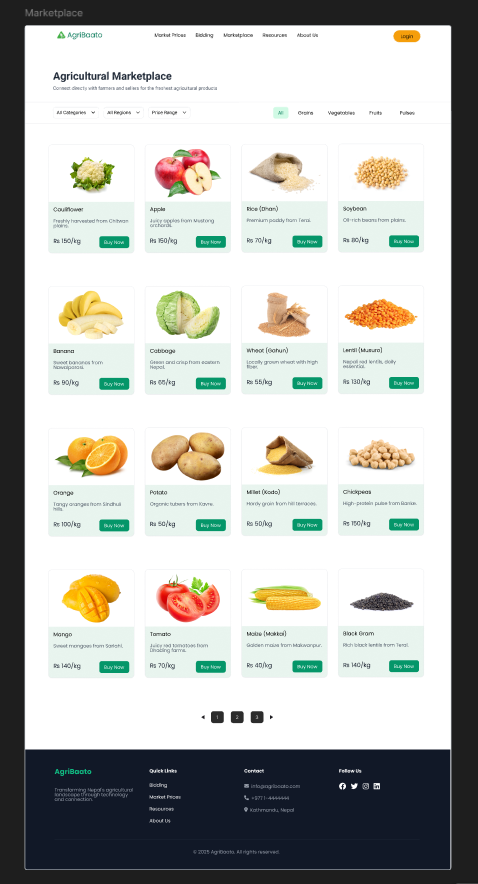 Marketplace
AgriBaato
Market Prices Bidding Marketplace Resources About Us
Login
Agricultural Marketplace
Connect directly with farmers and sellers for the freshest agricultural products
All Categories All Regions Price Range
All Grains Vegetables Fruits Pulses
Cauliflower
Freshly harvested from Chitwan
plains.
Rs 150/kg Buy Now
Apple
Juicy apples from Mustang
orchards.
Rs 150/kg Buy Now
Rice (Dhan)
Premium paddy from Terai.
Rs 70/kg Buy Now
Soybean
Oil-rich beans from plains.
Rs 80/kg Buy Now
Banana
Sweet bananas from
Nawalparasi.
Rs 90/kg Buy Now
Cabbage
Green and crisp from eastern
Nepal.
Rs 65/kg Buy Now
Wheat (Gahun)
Locally grown wheat with high
fiber.
Rs 55/kg Buy Now
Lentil (Musuro)
Nepali red lentils, daily
essential.
Rs 130/kg Buy Now
Orange
Tangy oranges from Sindhuli
hills.
Rs 100/kg Buy Now
Potato
Organic tubers from Kavre.
Rs 50/kg Buy Now
Millet (Kodo)
Hardy grain from hill terraces.
Rs 50/kg Buy Now
Chickpeas
High-protein pulse from Banke.
Rs 150/kg Buy Now
Mango
Sweet mangoes from Sarlahi.
Rs 140/kg Buy Now
Tomato
Juicy red tomatoes from
Dhading farms.
Rs 70/kg Buy Now
Maize (Makkai)
Golden maize from Makwanpur.
Rs 40/kg Buy Now
Black Gram
Rich black lentils from Terai.
Rs 140/kg Buy Now
1 2 3
AgriBaato
Transforming Nepal's agricultural
landscape through technology
and connection.
Quick Links
Bidding
Market Prices
Resources
About Us
Contact
info@agribaato.com
+977 1-4444444
Kathmandu, Nepal
Follow Us
© 2025 AgriBaato. All rights reserved.